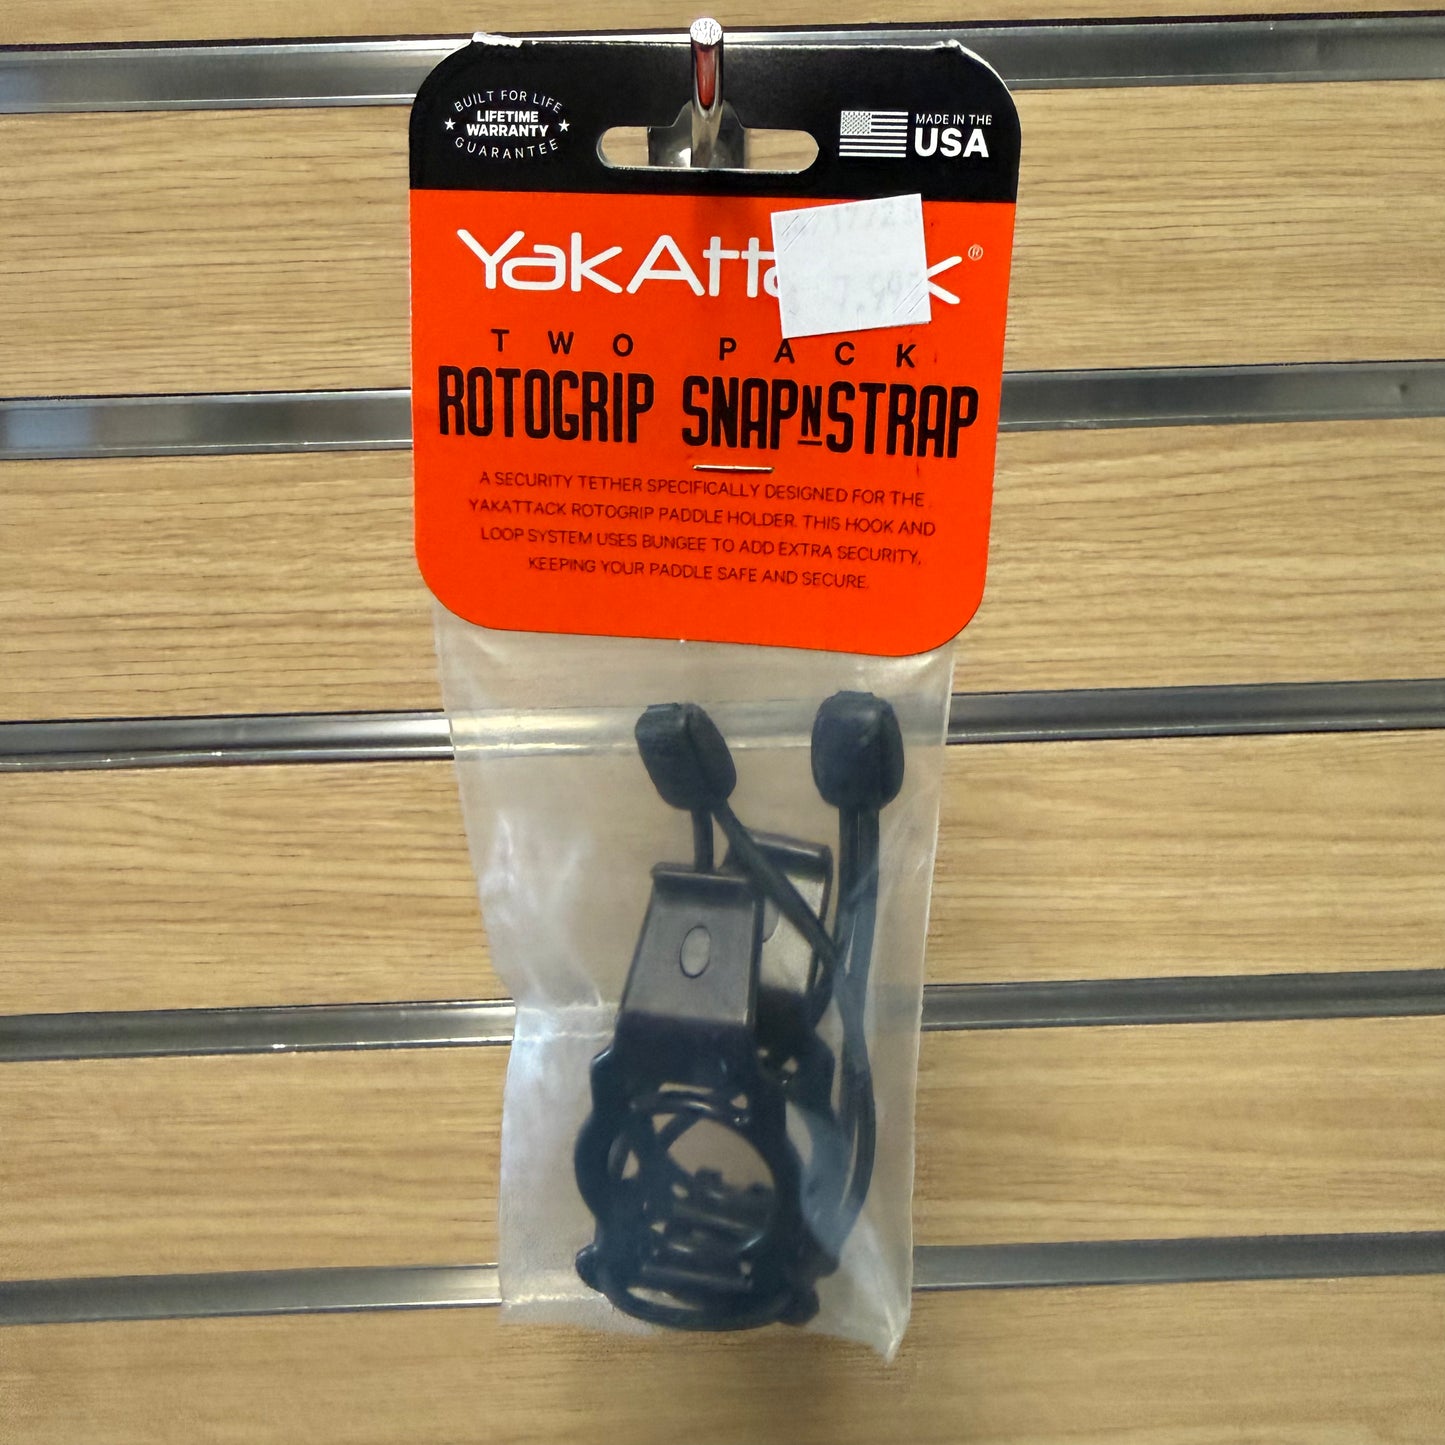 BUILT FOR LIFE
LIFETIME
WARRANTY
GUARANTEE
MADE IN THE
USA
YakAtta k®
TWO PACK
ROTOGRIP SNAPNSTRAP
A SECURITY TETHER SPECIFICALLY DESIGNED FOR THE
YAKATTACK ROTOGRIP PADDLE HOLDER. THIS HOOK AND
LOOP SYSTEM USES BUNGEE TO ADD EXTRA SECURITY,
KEEPING YOUR PADDLE SAFE AND SECURE.